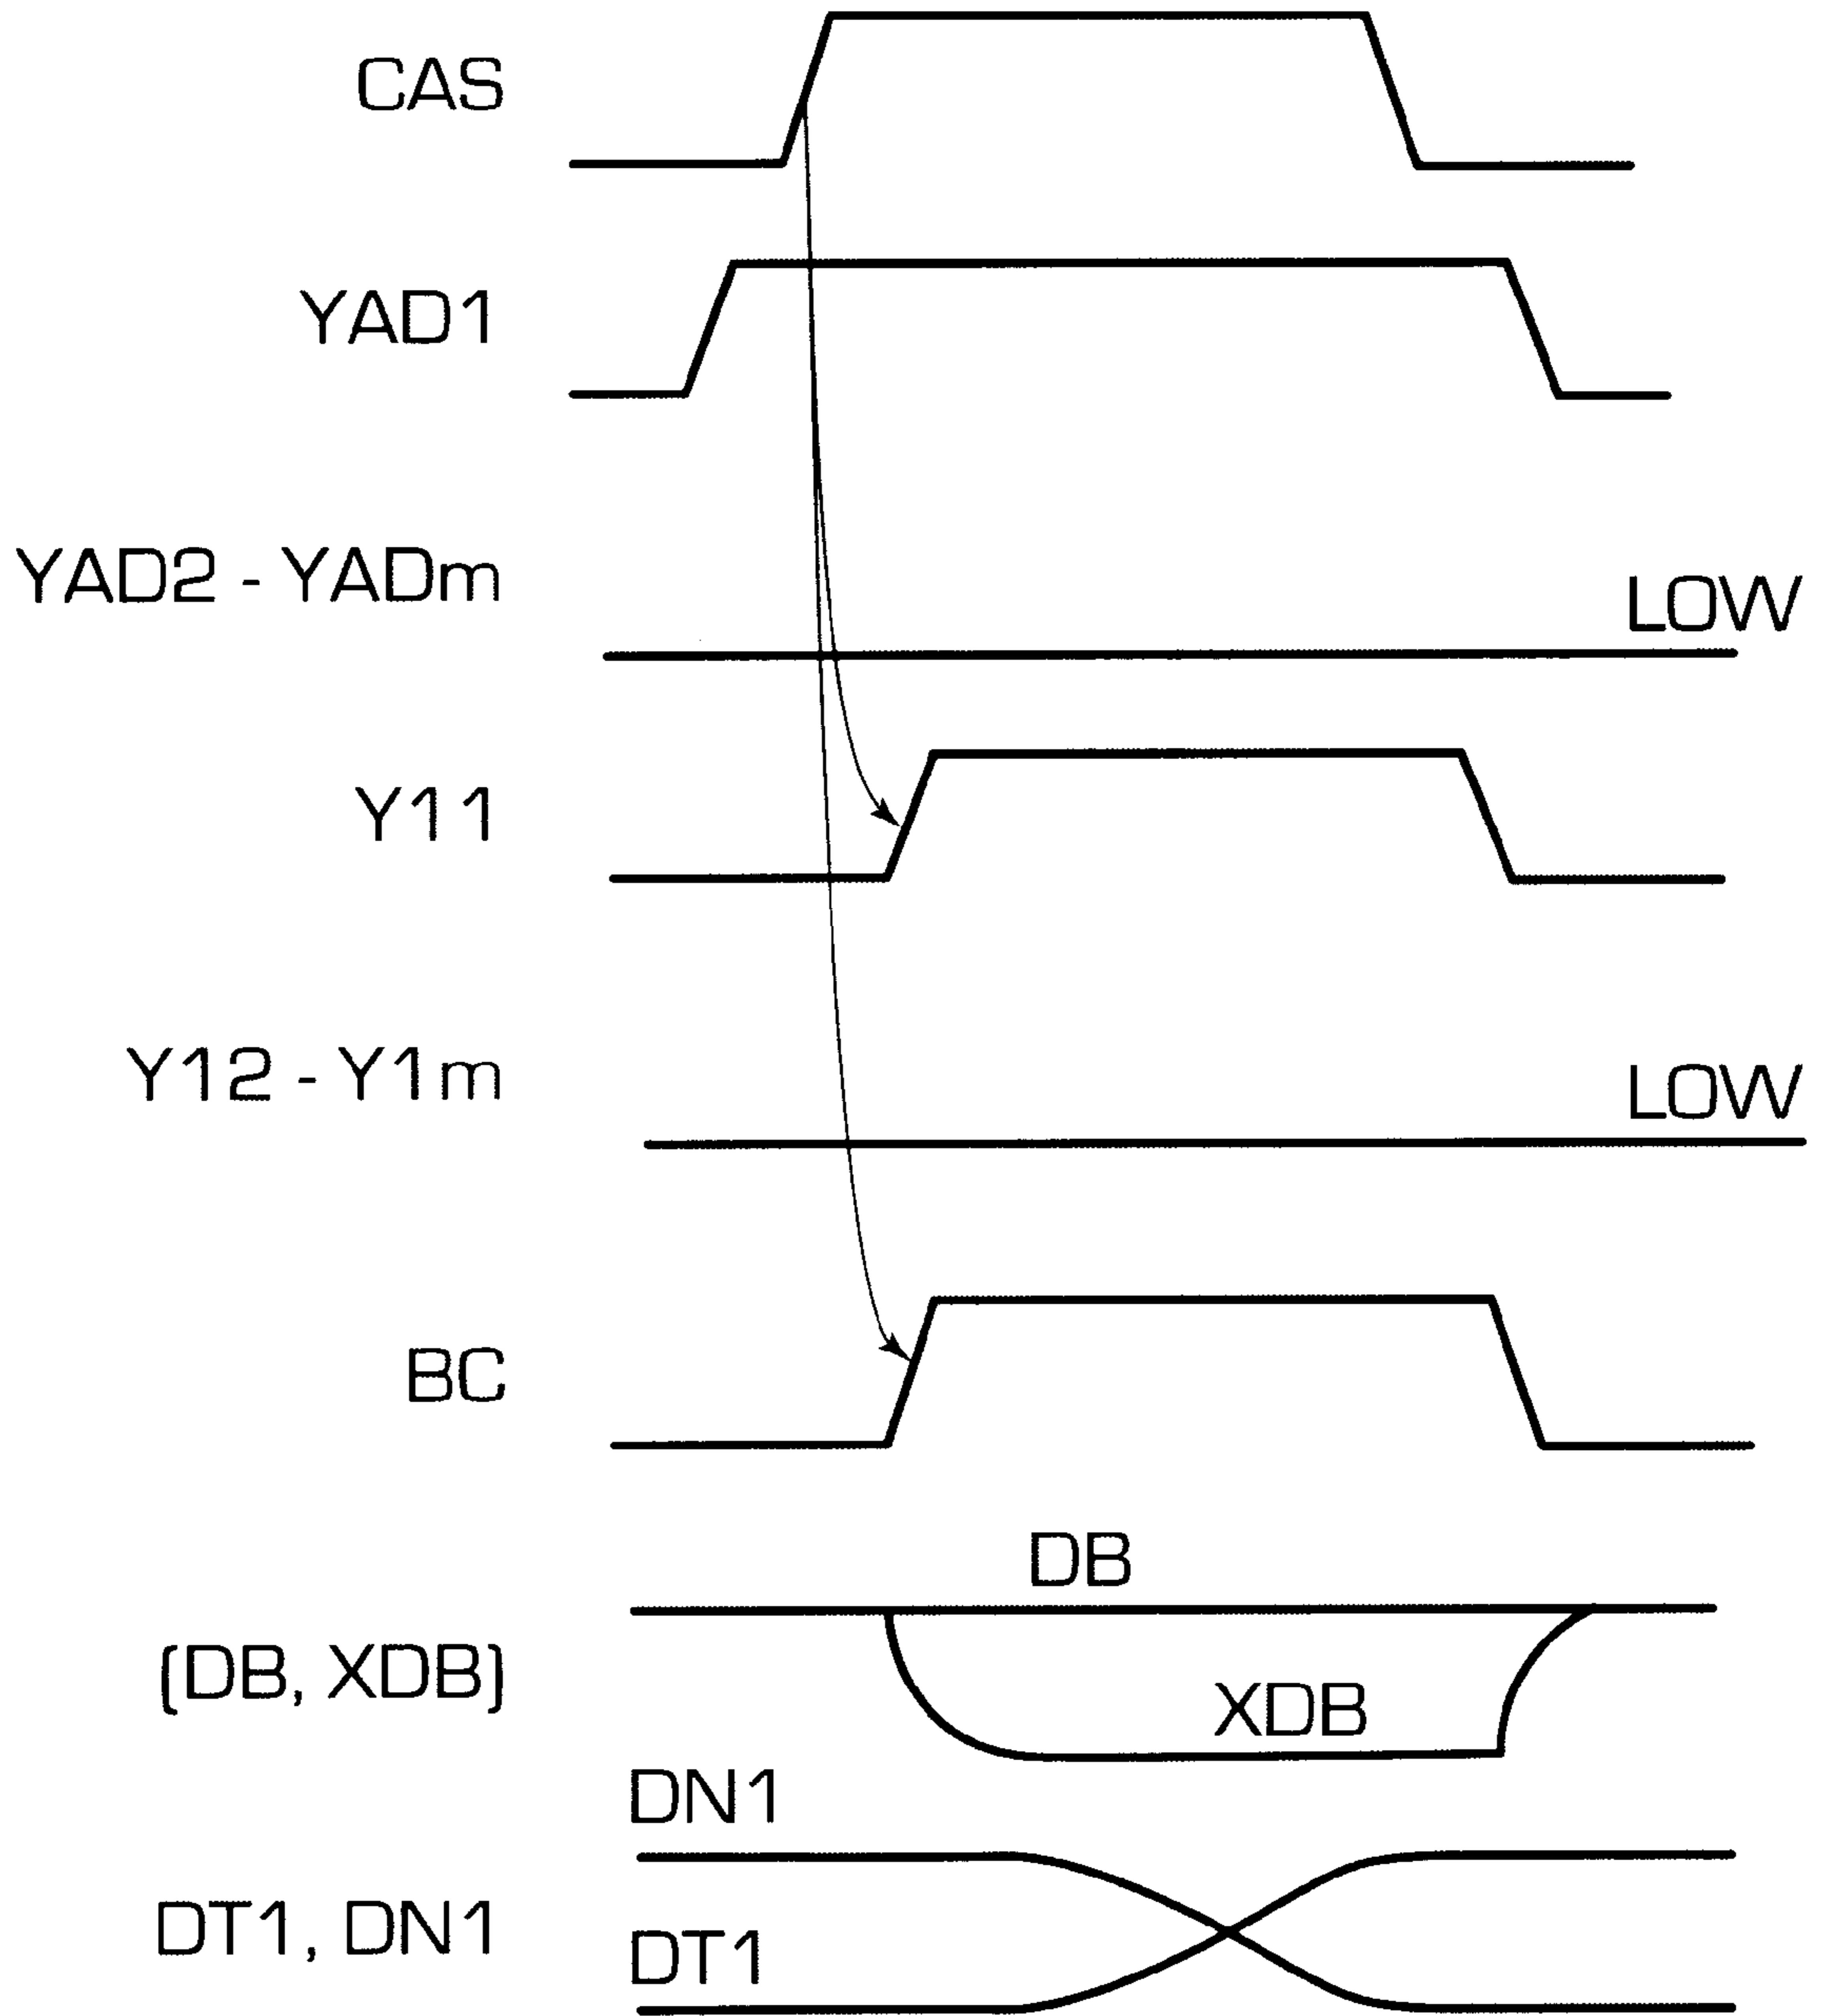 CAS
YAD1
YAD2 - YADm
LOW
Y11
Y12 - Y1m
LOW
BC
DB
(DB, XDB)
XDB
DN1
DT1, DN1
DT1